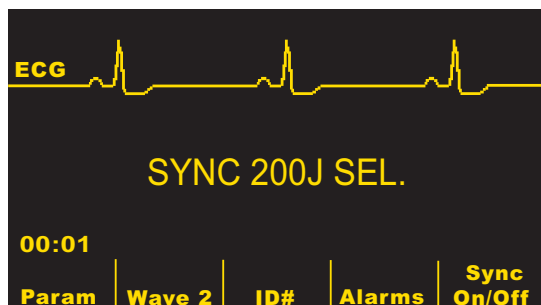 ECG
SYNC 200J SEL.
00:01
Param Wave 2 ID# Alarms Sync On/Off